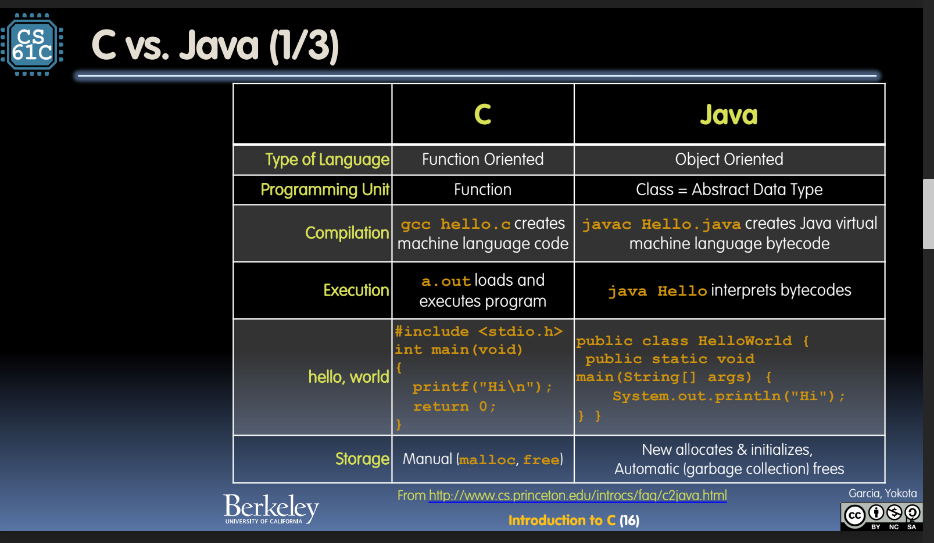 CS
61C
C vs. Java (1/3)
C
Java
Type of Language
Function Oriented
Object Oriented
Programming Unit
Function
Class = Abstract Data Type
Compilation
gcc hello.c creates
machine language code
javac Hello.java creates Java virtual
machine language bytecode
Execution
a.out loads and
executes program
java Hello interprets bytecodes
hello, world
#include <stdio.h>
int main(void)
{
printf("Hi\n");
return 0;
}
public class HelloWorld {
public static void
main(String[] args) {
System.out.println("Hi");
} }
Storage
Manual (malloc, free)
New allocates & initializes,
Automatic (garbage collection) frees
From http://www.cs.princeton.edu/introcs/faq/c2java.html
Berkeley
UNIVERSITY OF CALIFORNIA
Introduction to C (16)
Garcia, Yokota
cc
BY NC SA